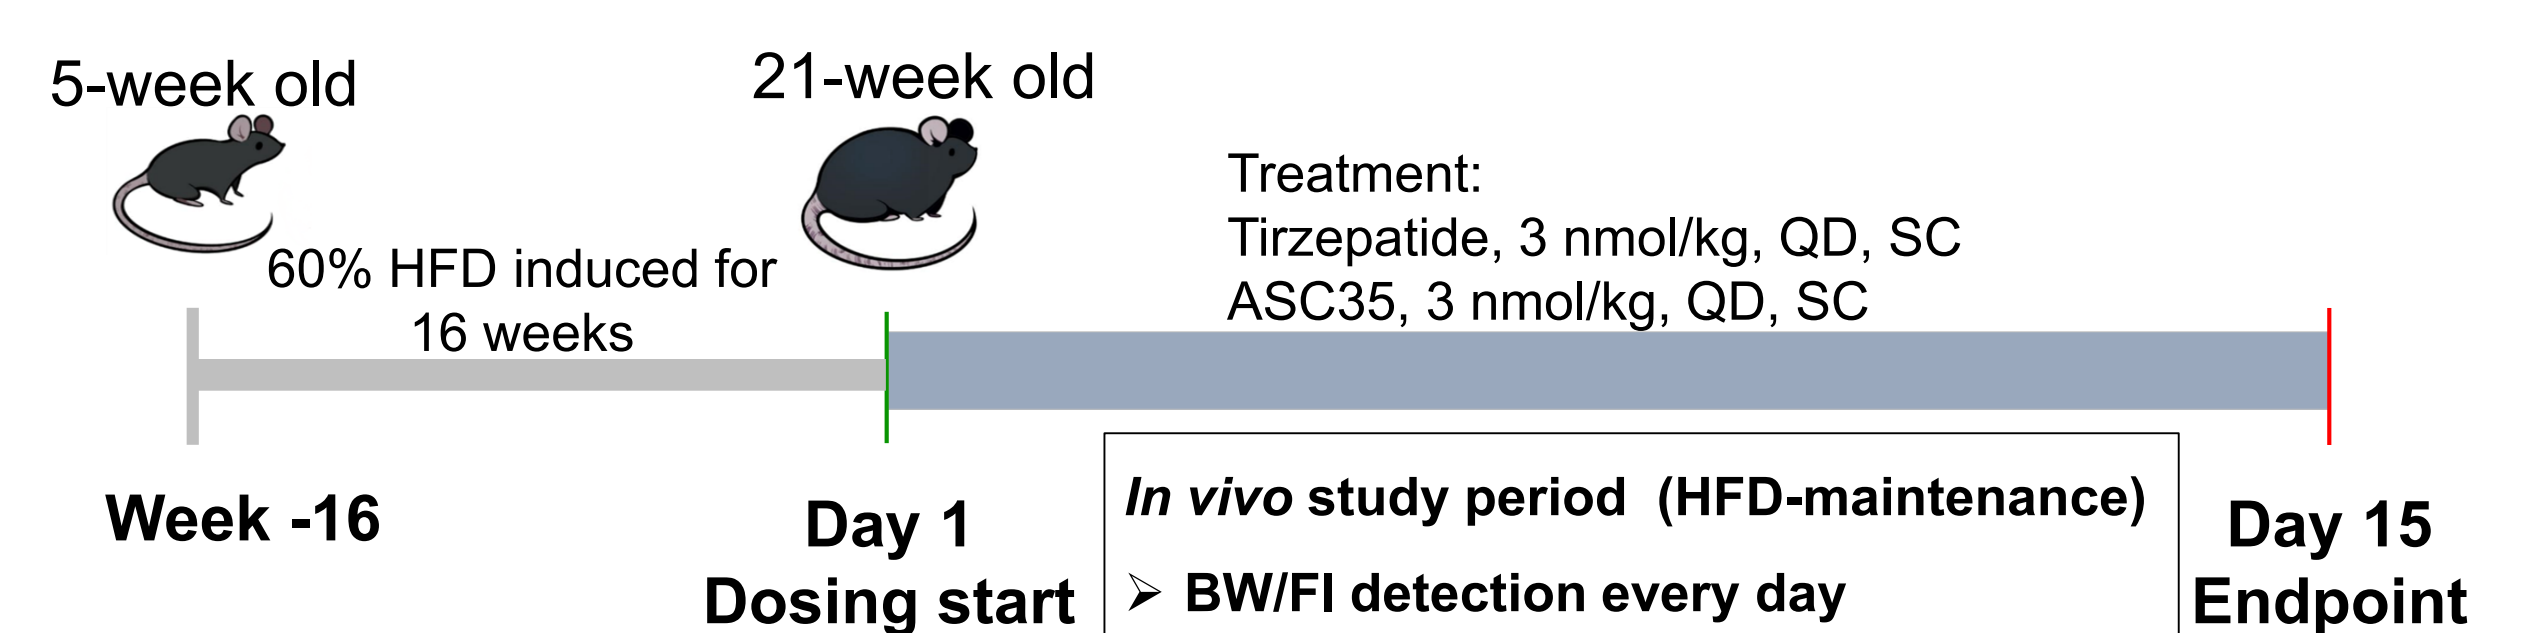 5-week old
21-week old
60% HFD induced for
16 weeks
Treatment:
Tirzepatide, 3 nmol/kg, QD, SC
ASC35, 3 nmol/kg, QD, SC
Week -16
Day 1
Dosing start
In vivo study period (HFD-maintenance)
➢ BW/FI detection every day
Day 15
Endpoint